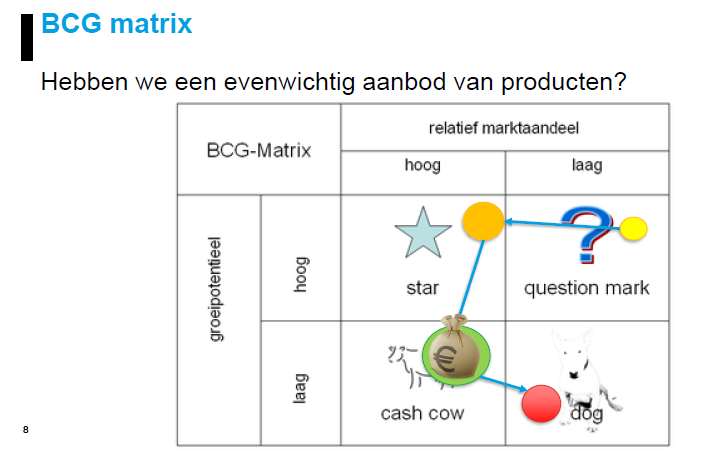 BCG matrix
Hebben we een evenwichtig aanbod van producten?
BCG-Matrix
relatief marktaandeel
hoog
laag
groeipotentieel
hoog
?
star
question mark
laag
€
cash cow
dog
8